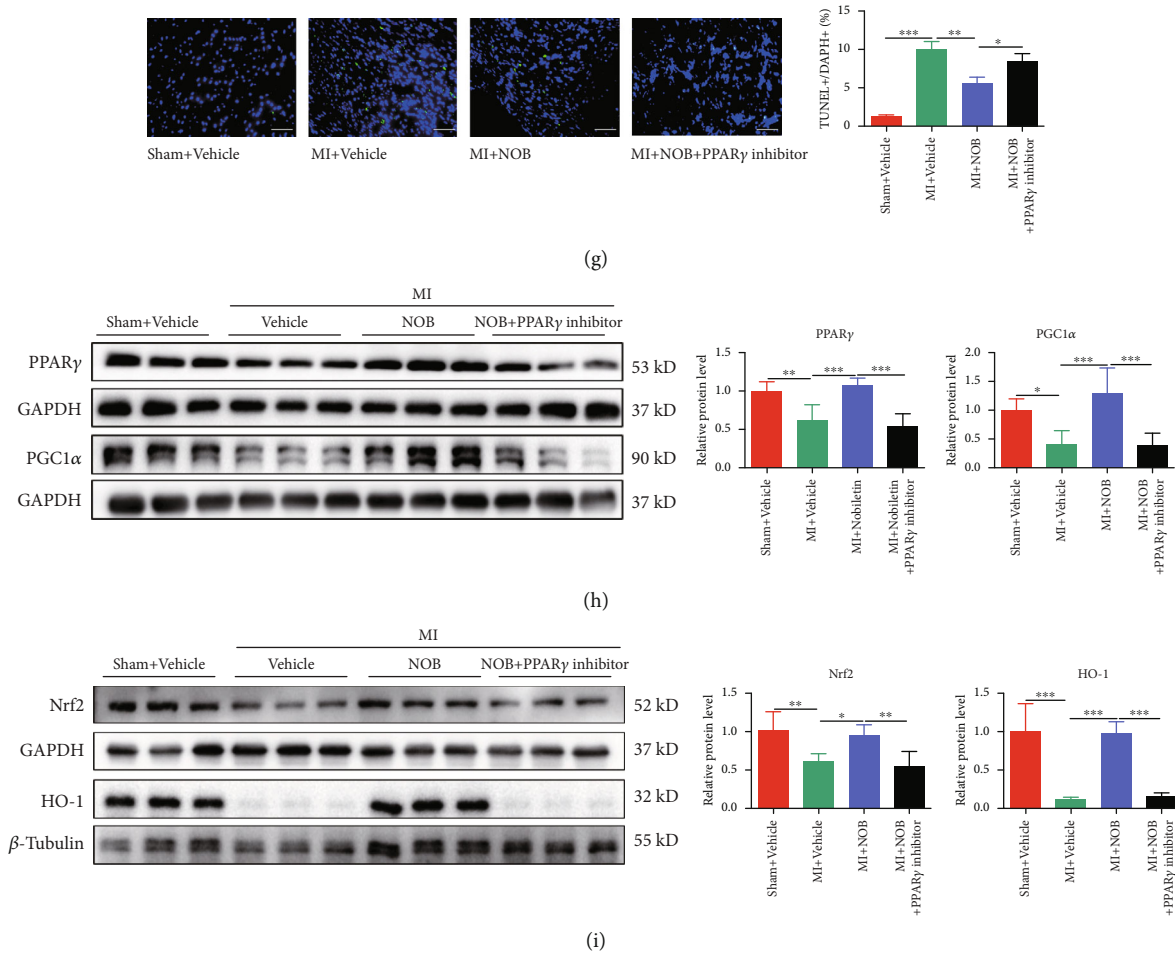 Sham+Vehicle
MI+Vehicle
MI+NOB
MI+NOB+PPARγ inhibitor
TUNEL+/DAPH+ (%)
15
10
5
0
***
**
*
Sham+Vehicle
MI+Vehicle
MI+NOB
MI+NOB
+PPARγ inhibitor
(g)
MI
Sham+Vehicle
Vehicle
NOB
NOB+PPARγ inhibitor
PPARγ
53 kD
GAPDH
37 kD
PGC1α
90 kD
GAPDH
37 kD
PPARγ
Relative protein level
1.5
1.0
0.5
0.0
**
***
***
Sham+Vehicle
MI+Vehicle
MI+Nobiletin
MI+Nobiletin
+PPARγ inhibitor
PGC1α
Relative protein level
2.0
1.5
1.0
0.5
0.0
*
***
***
Sham+Vehicle
MI+Vehicle
MI+NOB
MI+NOB
+PPARγ inhibitor
(h)
MI
Sham+Vehicle
Vehicle
NOB
NOB+PPARγ inhibitor
Nrf2
52 kD
GAPDH
37 kD
HO-1
32 kD
β-Tubulin
55 kD
Nrf2
Relative protein level
1.5
1.0
0.5
0.0
**
*
**
Sham+Vehicle
MI+Vehicle
MI+NOB
MI+NOB
+PPARγ inhibitor
HO-1
Relative protein level
1.5
1.0
0.5
0.0
***
***
***
Sham+Vehicle
MI+Vehicle
MI+NOB
MI+NOB
+PPARγ inhibitor
(i)